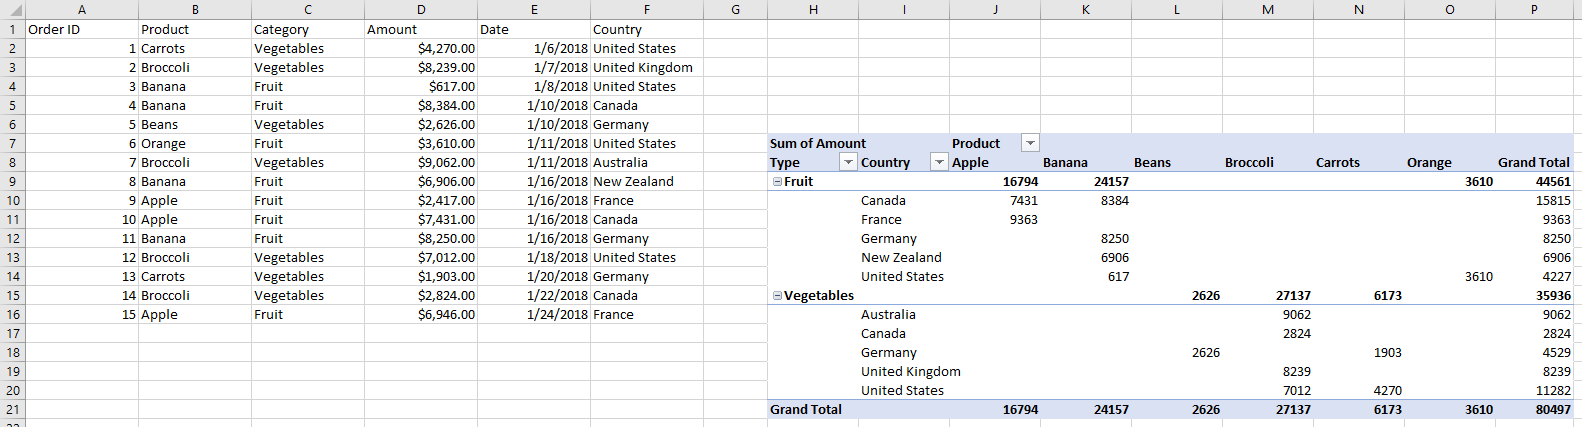 A B C D E F G H I J K L M N O P
1 Order ID Product Category Amount Date Country
2 1 Carrots Vegetables $4,270.00 1/6/2018 United States
3 2 Broccoli Vegetables $8,239.00 1/7/2018 United Kingdom
4 3 Banana Fruit $617.00 1/8/2018 United States
5 4 Banana Fruit $8,384.00 1/10/2018 Canada
6 5 Beans Vegetables $2,626.00 1/10/2018 Germany
7 6 Orange Fruit $3,610.00 1/11/2018 United States Sum of Amount Product
8 7 Broccoli Vegetables $9,062.00 1/11/2018 Australia Type Country Apple Banana Beans Broccoli Carrots Orange Grand Total
9 8 Banana Fruit $6,906.00 1/16/2018 New Zealand Fruit 16794 24157 3610 44561
10 9 Apple Fruit $2,417.00 1/16/2018 France Canada 7431 8384 15815
11 10 Apple Fruit $7,431.00 1/16/2018 Canada France 9363 9363
12 11 Banana Fruit $8,250.00 1/16/2018 Germany Germany 8250 8250
13 12 Broccoli Vegetables $7,012.00 1/18/2018 United States New Zealand 6906 6906
14 13 Carrots Vegetables $1,903.00 1/20/2018 Germany United States 617 3610 4227
15 14 Broccoli Vegetables $2,824.00 1/22/2018 Canada Vegetables 2626 27137 6173 35936
16 15 Apple Fruit $6,946.00 1/24/2018 France Australia 9062 9062
17 Canada 2824 2824
18 Germany 2626 1903 4529
19 United Kingdom 8239 8239
20 United States 7012 4270 11282
21 Grand Total 16794 24157 2626 27137 6173 3610 80497